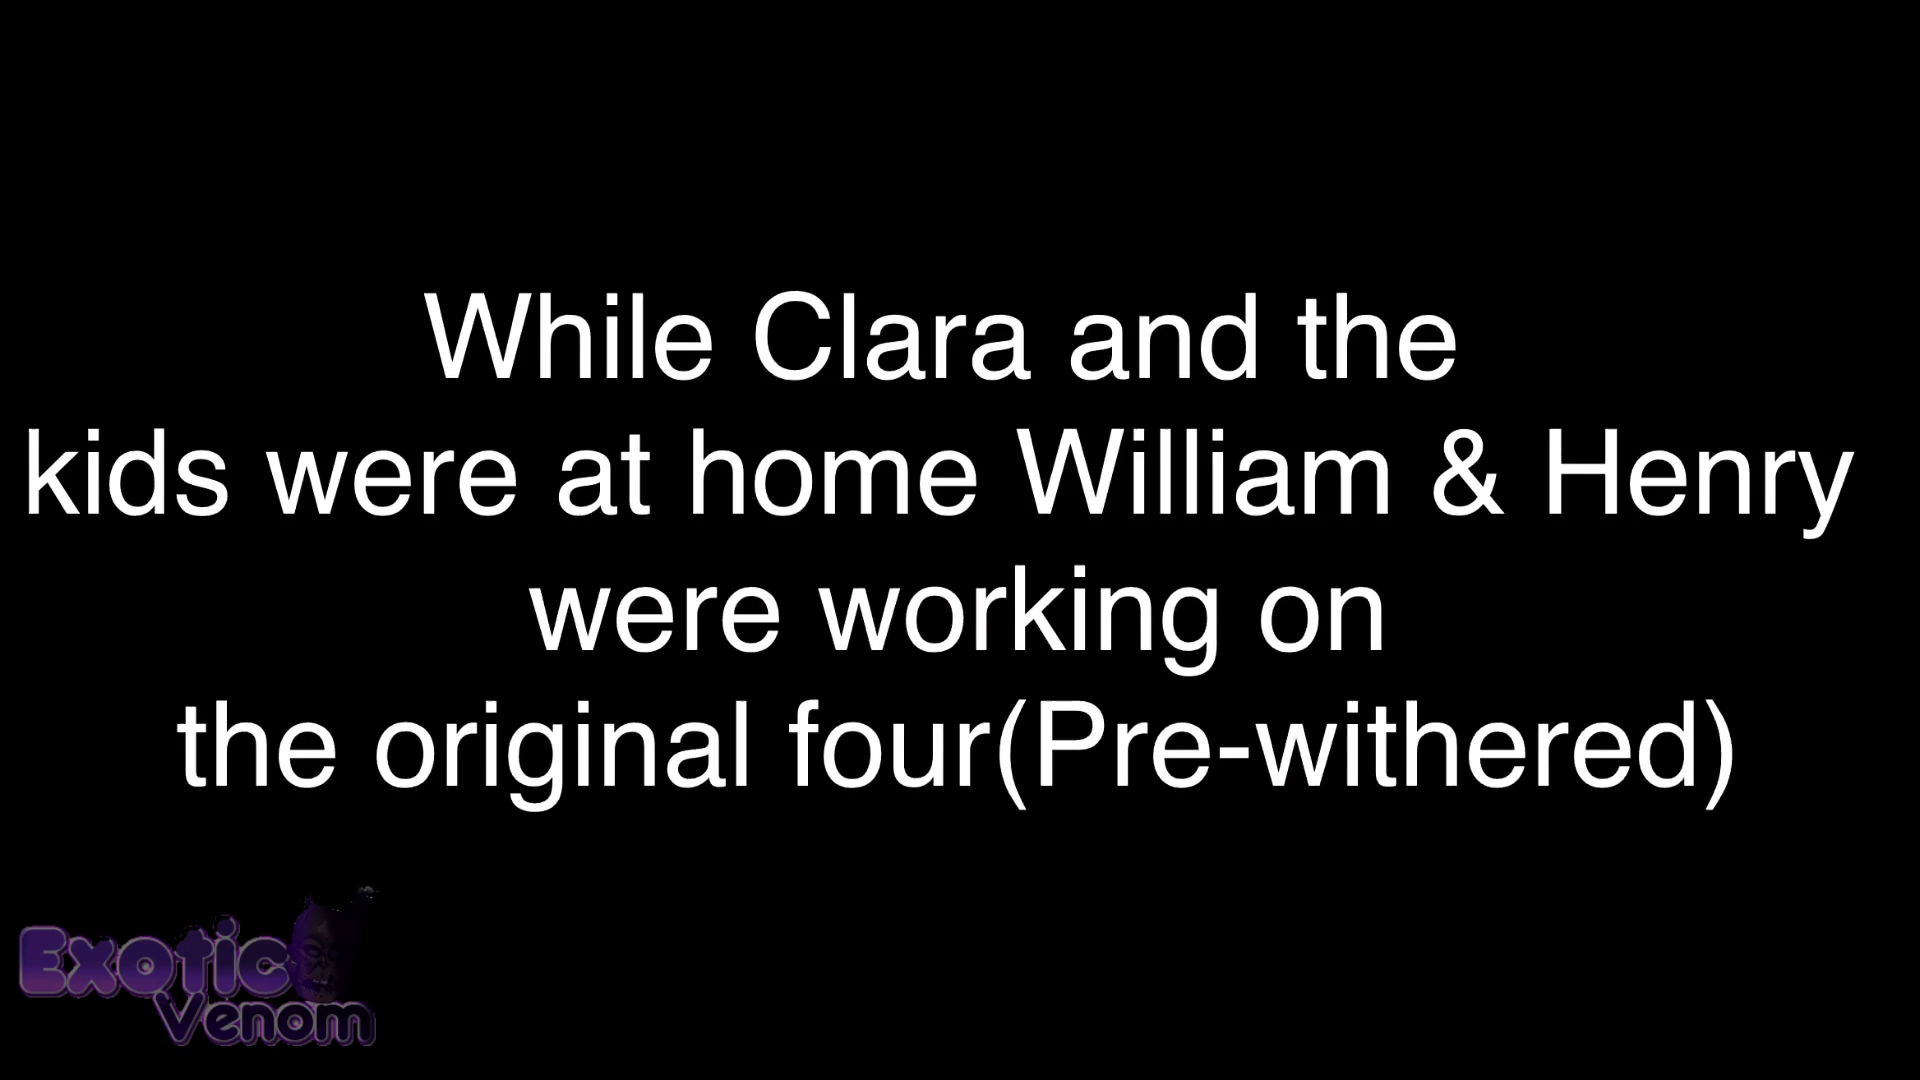 While Clara and the
kids were at home William & Henry
were working on
the original four(Pre-withered)
Exotic
Venom